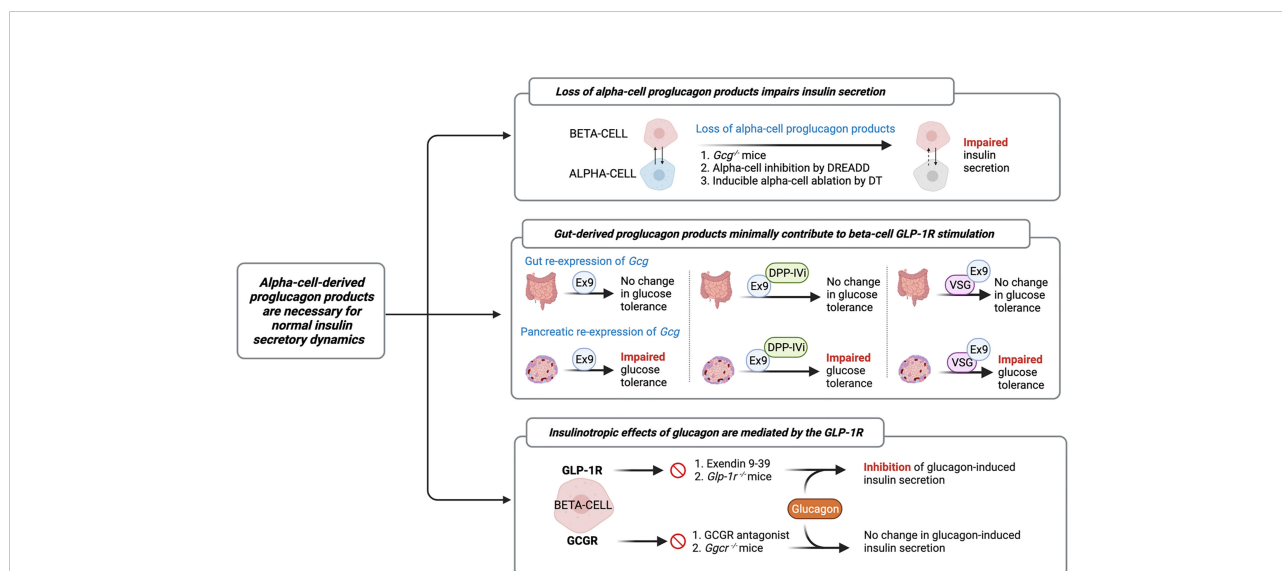 Alpha-cell-derived
proglucagon products
are necessary for
normal insulin
secretory dynamics
Loss of alpha-cell proglucagon products impairs insulin secretion
BETA-CELL
ALPHA-CELL
Loss of alpha-cell proglucagon products
1. Gcg-/- mice
2. Alpha-cell inhibition by DREADD
3. Inducible alpha-cell ablation by DT
Impaired
insulin
secretion
Gut-derived proglucagon products minimally contribute to beta-cell GLP-1R stimulation
Gut re-expression of Gcg
Ex9
No change
in glucose
tolerance
DPP-IVi
Ex9
No change
in glucose
tolerance
Ex9
VSG
No change
in glucose
tolerance
Pancreatic re-expression of Gcg
Ex9
Impaired
glucose
tolerance
DPP-IVi
Ex9
Impaired
glucose
tolerance
Ex9
VSG
Impaired
glucose
tolerance
Insulinotropic effects of glucagon are mediated by the GLP-1R
GLP-1R
BETA-CELL
GCGR
1. Exendin 9-39
2. Glp-1r-/- mice
Inhibition of glucagon-induced
insulin secretion
Glucagon
1. GCGR antagonist
2. Ggcr-/- mice
No change in glucagon-induced
insulin secretion